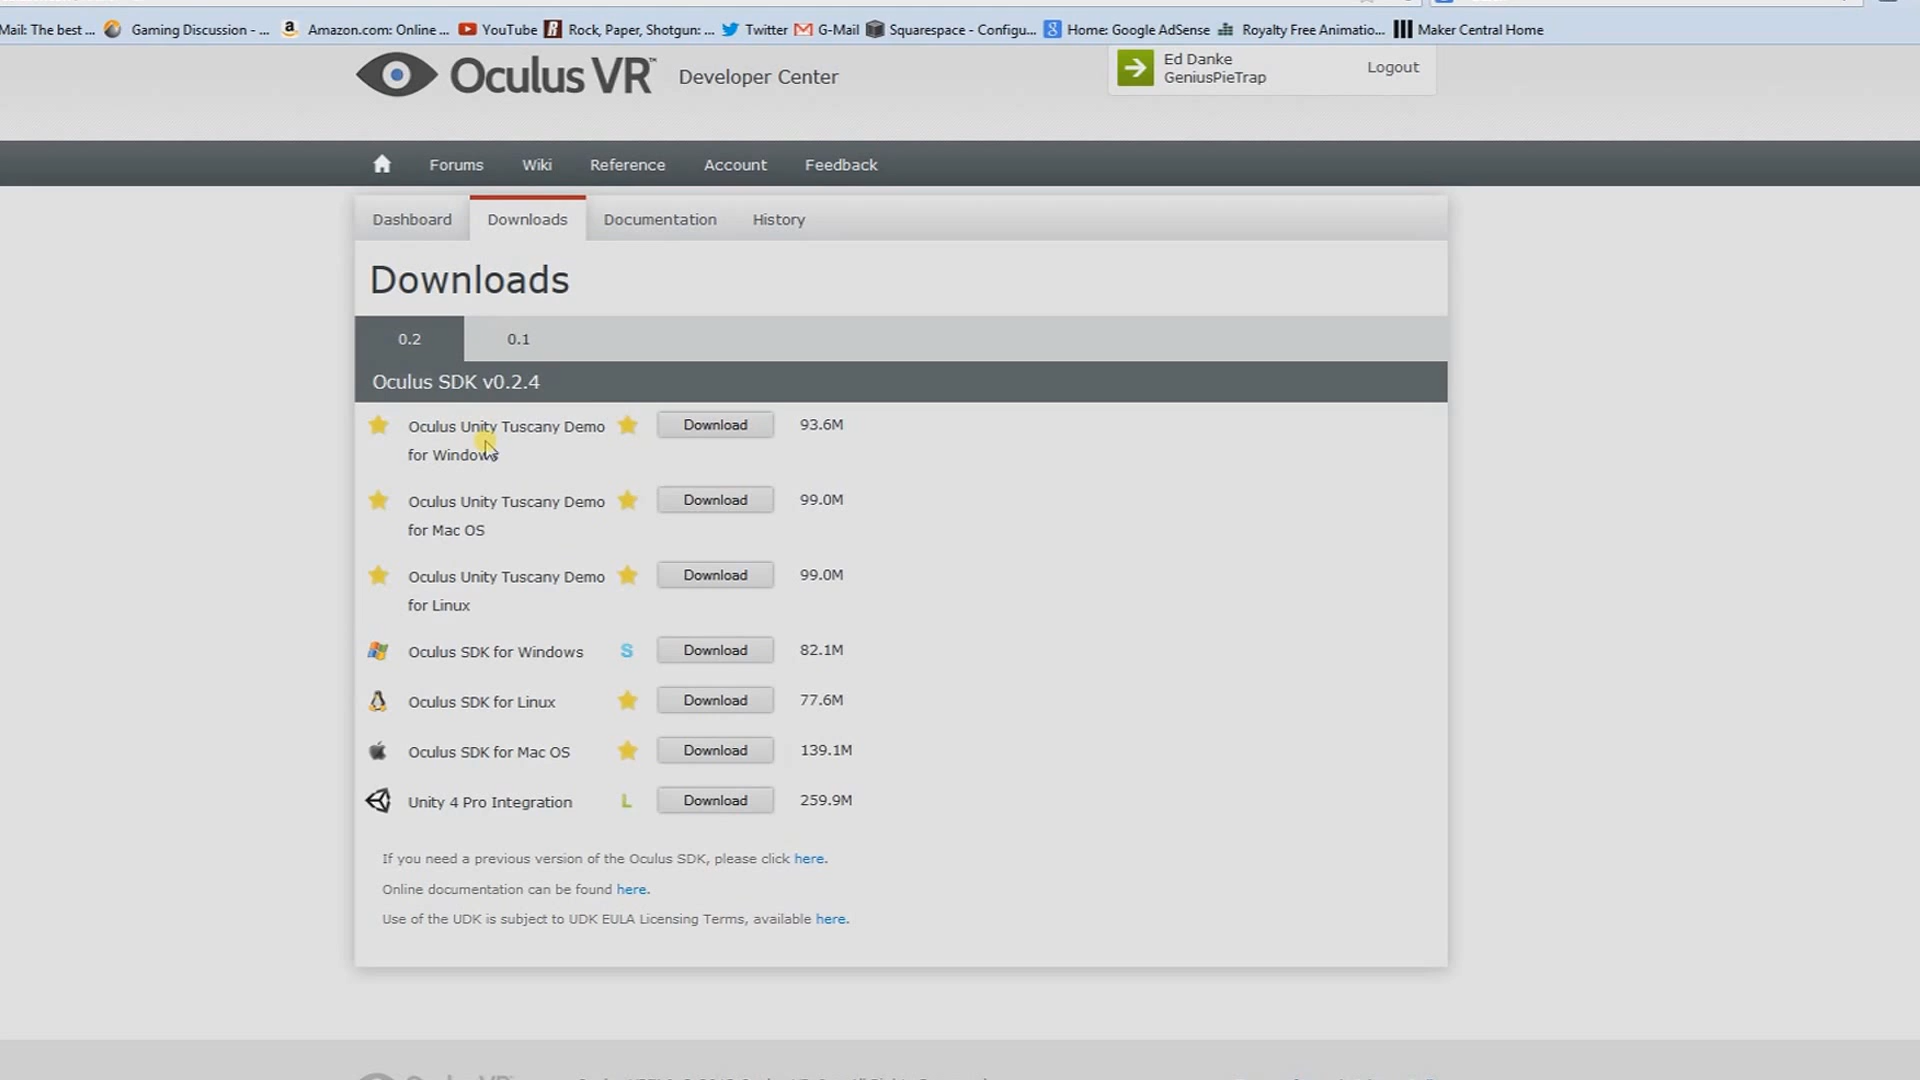 Mail: The best ... Gaming Discussion - ... Amazon.com: Online ... YouTube Rock, Paper, Shotgun: ... Twitter G-Mail Squarespace - Configu... Home: Google AdSense Royalty Free Animatio... Maker Central Home
Oculus VR™ Developer Center
Ed Danke
GeniusPieTrap
Logout
Forums Wiki Reference Account Feedback
Dashboard Downloads Documentation History
Downloads
0.2 0.1
Oculus SDK v0.2.4
Oculus Unity Tuscany Demo Download 93.6M
for Windows
Oculus Unity Tuscany Demo Download 99.0M
for Mac OS
Oculus Unity Tuscany Demo Download 99.0M
for Linux
Oculus SDK for Windows S Download 82.1M
Oculus SDK for Linux Download 77.6M
Oculus SDK for Mac OS Download 139.1M
Unity 4 Pro Integration L Download 259.9M
If you need a previous version of the Oculus SDK, please click here.
Online documentation can be found here.
Use of the UDK is subject to UDK EULA Licensing Terms, available here.
Oculus VR